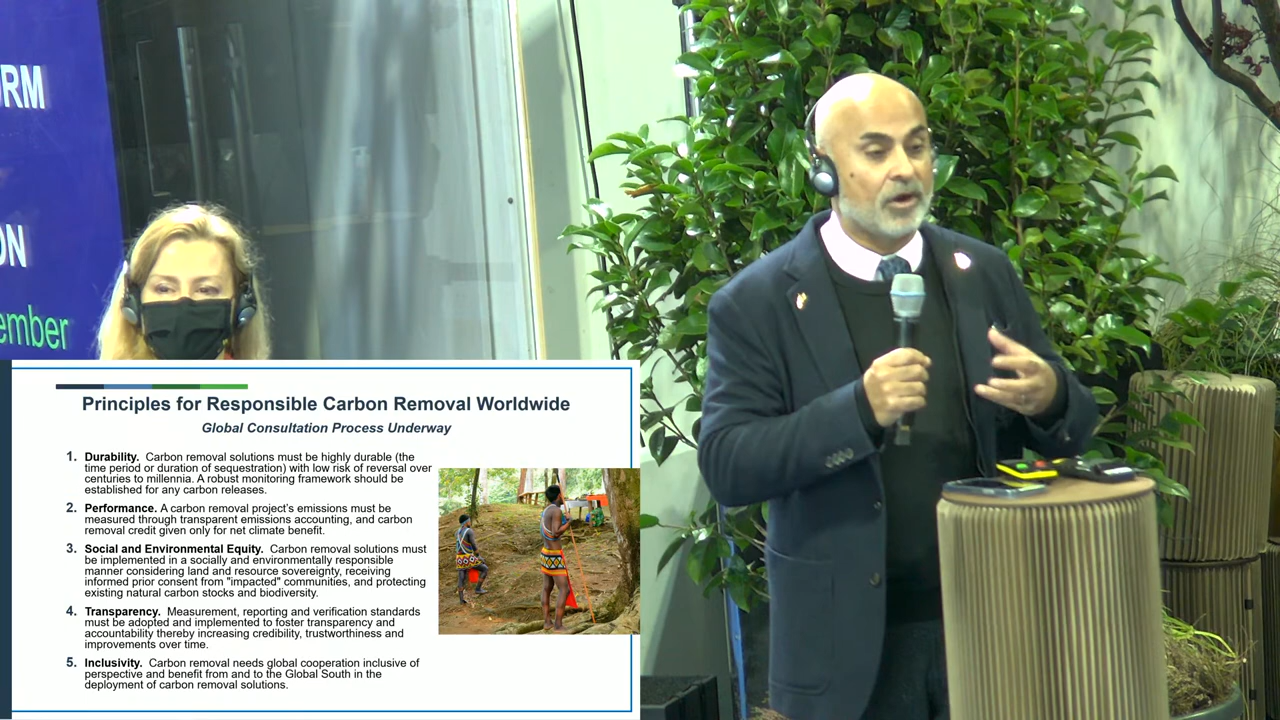 ORM
ON
ember
Principles for Responsible Carbon Removal Worldwide
Global Consultation Process Underway
1. Durability. Carbon removal solutions must be highly durable (the
time period or duration of sequestration) with low risk of reversal over
centuries to millennia. A robust monitoring framework should be
established for any carbon releases.
2. Performance. A carbon removal project's emissions must be
measured through transparent emissions accounting, and carbon
removal credit given only for net climate benefit.
3. Social and Environmental Equity. Carbon removal solutions must
be implemented in a socially and environmentally responsible
manner considering land and resource sovereignty, receiving
informed prior consent from "impacted" communities, and protecting
existing natural carbon stocks and biodiversity.
4. Transparency. Measurement, reporting and verification standards
must be adopted and implemented to foster transparency and
accountability thereby increasing credibility, trustworthiness and
improvements over time.
5. Inclusivity. Carbon removal needs global cooperation inclusive of
perspective and benefit from and to the Global South in the
deployment of carbon removal solutions.